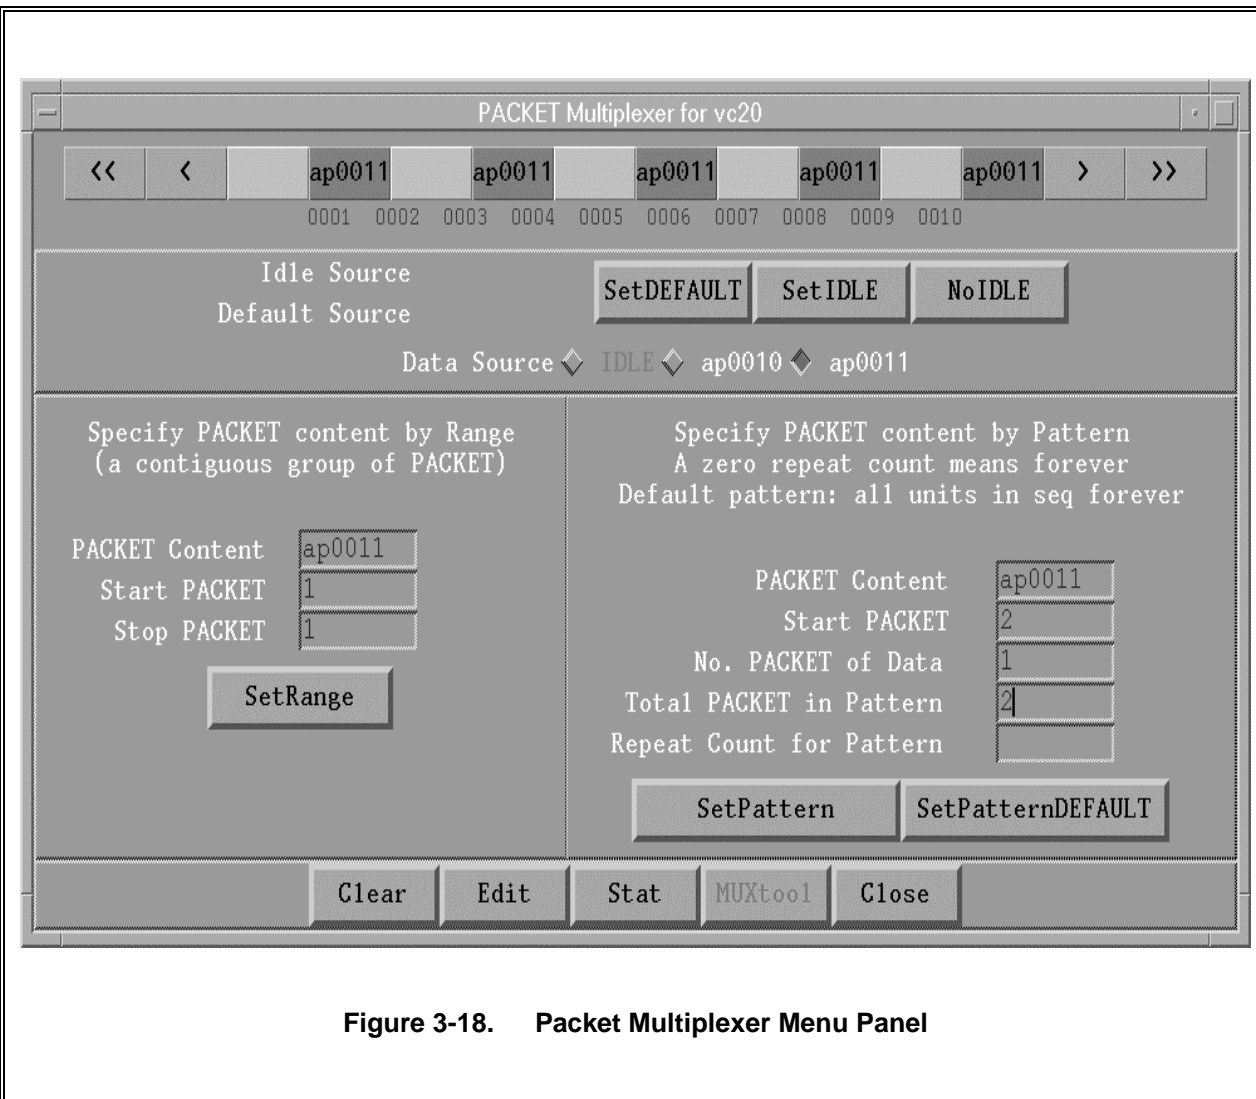 PACKET Multiplexer for vc20
<< < ap0011 ap0011 ap0011 ap0011 ap0011 > >>
0001 0002 0003 0004 0005 0006 0007 0008 0009 0010
Idle Source
Default Source
SetDEFAULT SetIDLE NoIDLE
Data Source IDLE ap0010 ap0011
Specify PACKET content by Range
(a contiguous group of PACKET)
PACKET Content ap0011
Start PACKET 1
Stop PACKET 1
SetRange
Specify PACKET content by Pattern
A zero repeat count means forever
Default pattern: all units in seq forever
PACKET Content ap0011
Start PACKET 2
No. PACKET of Data 1
Total PACKET in Pattern 2
Repeat Count for Pattern
SetPattern SetPatternDEFAULT
Clear Edit Stat MUXtool Close
Figure 3-18. Packet Multiplexer Menu Panel